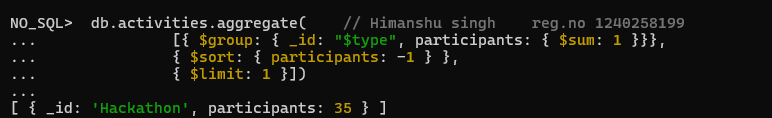 NO_SQL>  db.activities.aggregate(    // Himanshu singh    reg.no 1240258199
...                 [{ $group: { _id: "$type", participants: { $sum: 1 }}},
...                 { $sort: { participants: -1 } },
...                 { $limit: 1 }])
...
[ { _id: 'Hackathon', participants: 35 } ]